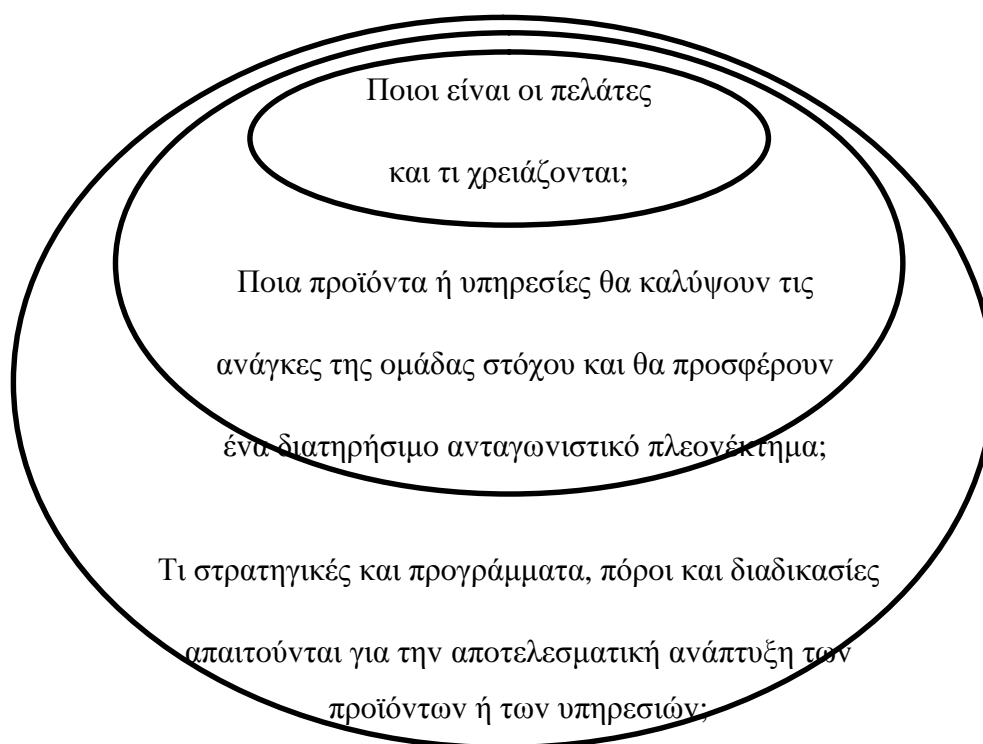 Ποιοι είναι οι πελάτες
και τι χρειάζονται;
Ποια προϊόντα ή υπηρεσίες θα καλύψουν τις
ανάγκες της ομάδας στόχου και θα προσφέρουν
ένα διατηρήσιμο ανταγωνιστικό πλεονέκτημα;
Τι στρατηγικές και προγράμματα, πόροι και διαδικασίες
απαιτούνται για την αποτελεσματική ανάπτυξη των
προϊόντων ή των υπηρεσιών;